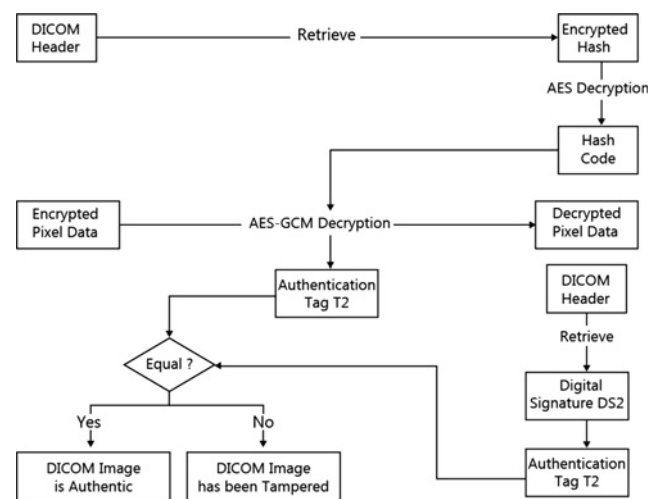 DICOM
Header
Retrieve
Encrypted
Hash
AES Decryption
Hash
Code
Encrypted
Pixel Data
AES-GCM Decryption
Decrypted
Pixel Data
Authentication
Tag T2
DICOM
Header
Retrieve
Equal ?
Digital
Signature DS2
Yes
No
DICOM Image
is Authentic
DICOM Image
has been Tampered
Authentication
Tag T2